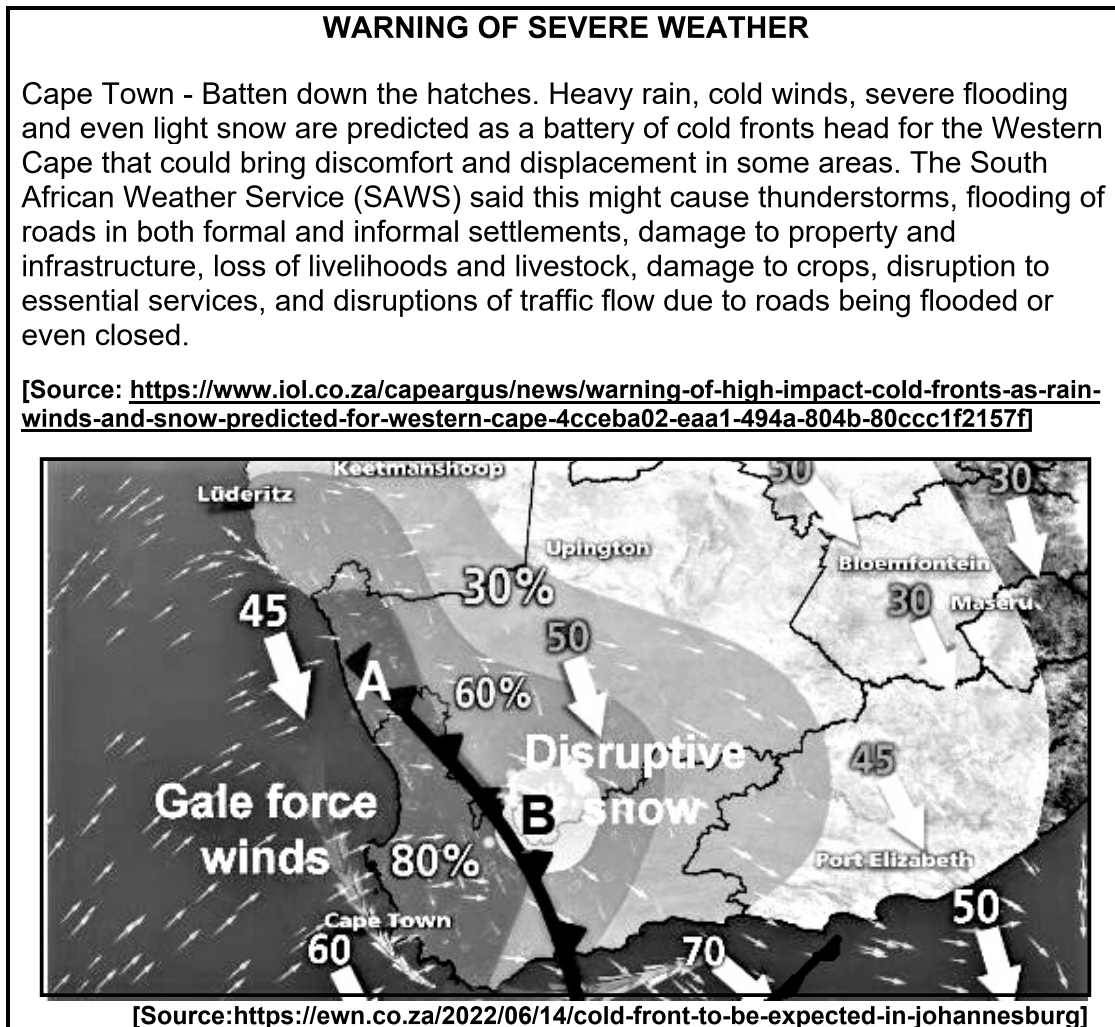 WARNING OF SEVERE WEATHER
Cape Town - Batten down the hatches. Heavy rain, cold winds, severe flooding
and even light snow are predicted as a battery of cold fronts head for the Western
Cape that could bring discomfort and displacement in some areas. The South
African Weather Service (SAWS) said this might cause thunderstorms, flooding of
roads in both formal and informal settlements, damage to property and
infrastructure, loss of livelihoods and livestock, damage to crops, disruption to
essential services, and disruptions of traffic flow due to roads being flooded or
even closed.
[Source: https://www.iol.co.za/capeargus/news/warning-of-high-impact-cold-fronts-as-rain-
winds-and-snow-predicted-for-western-cape-4cceba02-eaa1-494a-804b-80ccc1f2157f]
Keetmanshoop
50
30
Lüderitz
Upington
Bloemfontein
30%
30
Maseru
45
50
A
60%
Disruptive
snow
45
Gale force
winds
B
80%
Port Elizabeth
Cape Town
50
60
70
[Source:https://ewn.co.za/2022/06/14/cold-front-to-be-expected-in-johannesburg]